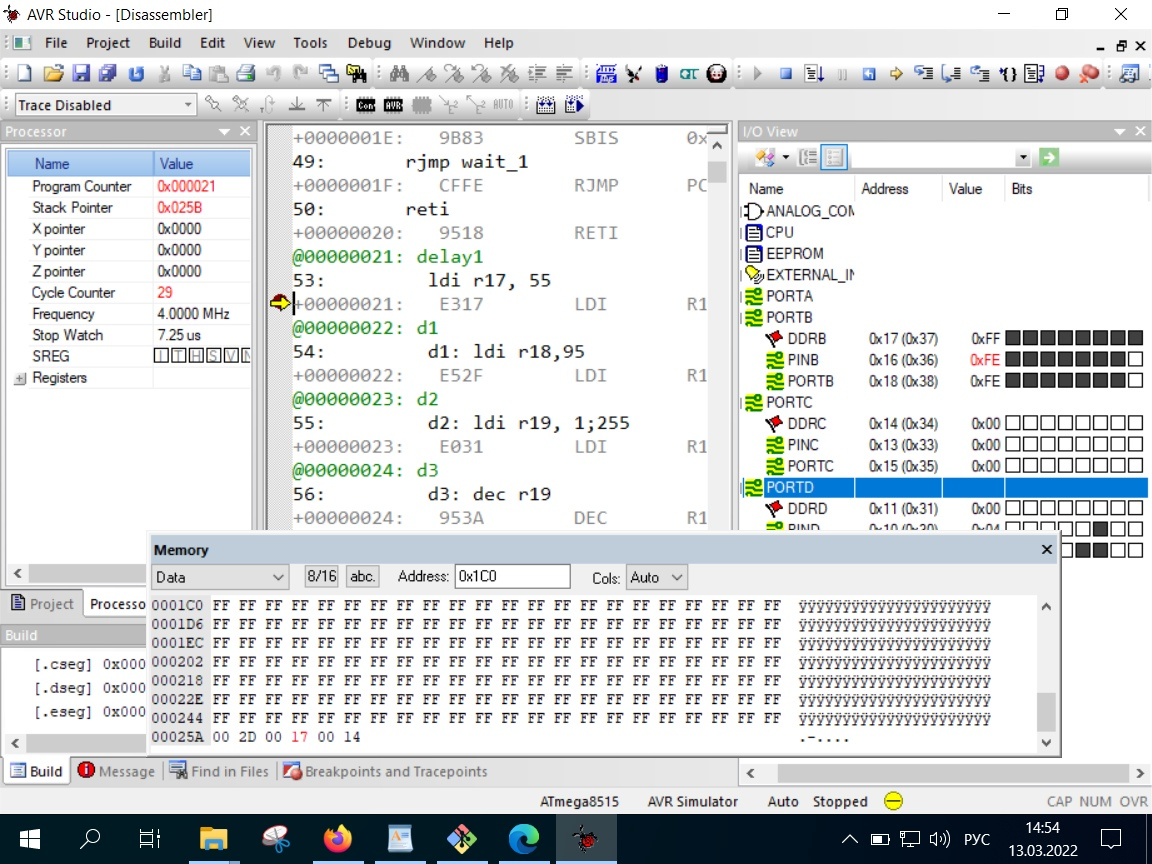 AVR Studio - [Disassembler]
File Project Build Edit View Tools Debug Window Help
Trace Disabled
Con AVR AUTO
Processor
Name Value
Program Counter 0x000021
Stack Pointer 0x025B
X pointer 0x0000
Y pointer 0x0000
Z pointer 0x0000
Cycle Counter 29
Frequency 4.0000 MHz
Stop Watch 7.25 us
SREG I T H S V N
Registers
+0000001E: 9B83 SBIS 0x
49: rjmp wait_1
+0000001F: CFFE RJMP PC
50: reti
+00000020: 9518 RETI
@00000021: delay1
53: ldi r17, 55
+00000021: E317 LDI R1
@00000022: d1
54: d1: ldi r18,95
+00000022: E52F LDI R1
@00000023: d2
55: d2: ldi r19, 1;255
+00000023: E031 LDI R1
@00000024: d3
56: d3: dec r19
+00000024: 953A DEC R1
I/O View
Name Address Value Bits
ANALOG_COM
CPU
EEPROM
EXTERNAL_IN
PORTA
PORTB
DDRB 0x17 (0x37) 0xFF
PINB 0x16 (0x36) 0xFE
PORTB 0x18 (0x38) 0xFE
PORTC
DDRC 0x14 (0x34) 0x00
PINC 0x13 (0x33) 0x00
PORTC 0x15 (0x35) 0x00
PORTD
DDRD 0x11 (0x31) 0x00
PIND 0x10 (0x30) 0x04
Project Processo
Build
[.cseg] 0x000
[.dseg] 0x000
[.eseg] 0x000
Memory
Data 8/16 abc. Address: 0x1C0 Cols: Auto
0001C0 FF FF FF FF FF FF FF FF FF FF FF FF FF FF FF FF FF FF FF FF FF FF ÿÿÿÿÿÿÿÿÿÿÿÿÿÿÿÿÿÿÿÿÿÿ
0001D6 FF FF FF FF FF FF FF FF FF FF FF FF FF FF FF FF FF FF FF FF FF FF ÿÿÿÿÿÿÿÿÿÿÿÿÿÿÿÿÿÿÿÿÿÿ
0001EC FF FF FF FF FF FF FF FF FF FF FF FF FF FF FF FF FF FF FF FF FF FF ÿÿÿÿÿÿÿÿÿÿÿÿÿÿÿÿÿÿÿÿÿÿ
000202 FF FF FF FF FF FF FF FF FF FF FF FF FF FF FF FF FF FF FF FF FF FF ÿÿÿÿÿÿÿÿÿÿÿÿÿÿÿÿÿÿÿÿÿÿ
000218 FF FF FF FF FF FF FF FF FF FF FF FF FF FF FF FF FF FF FF FF FF FF ÿÿÿÿÿÿÿÿÿÿÿÿÿÿÿÿÿÿÿÿÿÿ
00022E FF FF FF FF FF FF FF FF FF FF FF FF FF FF FF FF FF FF FF FF FF FF ÿÿÿÿÿÿÿÿÿÿÿÿÿÿÿÿÿÿÿÿÿÿ
000244 FF FF FF FF FF FF FF FF FF FF FF FF FF FF FF FF FF FF FF FF FF FF ÿÿÿÿÿÿÿÿÿÿÿÿÿÿÿÿÿÿÿÿÿÿ
00025A 00 2D 00 17 00 14 .-....
Build Message Find in Files Breakpoints and Tracepoints
ATmega8515 AVR Simulator Auto Stopped CAP NUM OVR
РУС
14:54
13.03.2022